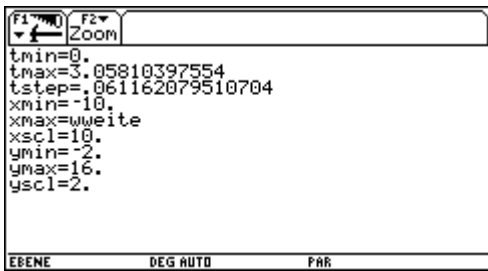 F1 F2
Zoom
tmin=0.
tmax=3.05810397554
tstep=.061162079510704
xmin=-10.
xmax=wweite
xscl=10.
ymin=-2.
ymax=16.
yscl=2.
EBENE DEG AUTO PAR